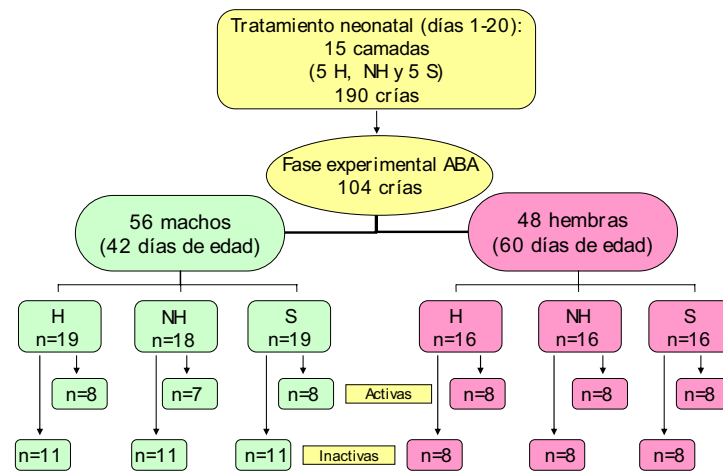 Tratamiento neonatal (días 1-20):
15 camadas
(5 H, NH y 5 S)
190 crías
Fase experimental ABA
104 crías
56 machos
(42 días de edad)
48 hembras
(60 días de edad)
H
n=19
NH
n=18
S
n=19
H
n=16
NH
n=16
S
n=16
n=8
n=7
n=8
Activas
n=8
n=8
n=8
n=11
n=11
n=11
Inactivas
n=8
n=8
n=8